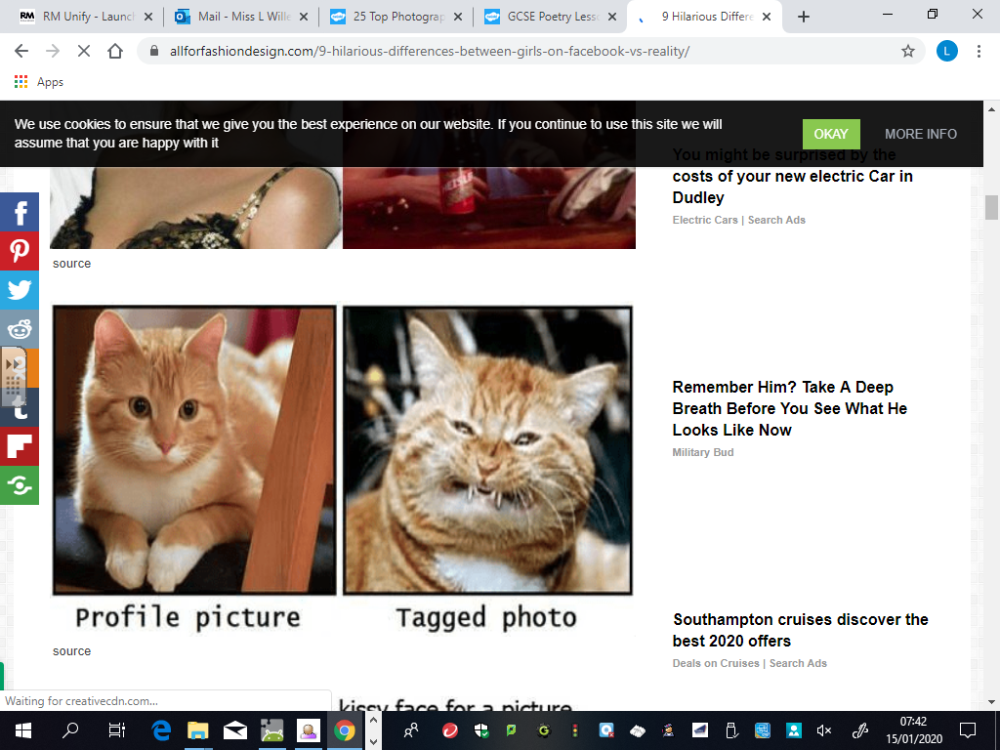 RM Unify - Launch
Mail - Miss L Wille
25 Top Photograp
GCSE Poetry Less
9 Hilarious Differe
allforfashiondesign.com/9-hilarious-differences-between-girls-on-facebook-vs-reality/
L
Apps
We use cookies to ensure that we give you the best experience on our website. If you continue to use this site we will
assume that you are happy with it
OKAY
MORE INFO
You might be surprised by the
costs of your new electric Car in
Dudley
Electric Cars | Search Ads
source
Remember Him? Take A Deep
Breath Before You See What He
Looks Like Now
Military Bud
Profile picture
Tagged photo
source
Southampton cruises discover the
best 2020 offers
Deals on Cruises | Search Ads
Waiting for creativecdn.com...
kissy face for a picture
07:42
15/01/2020